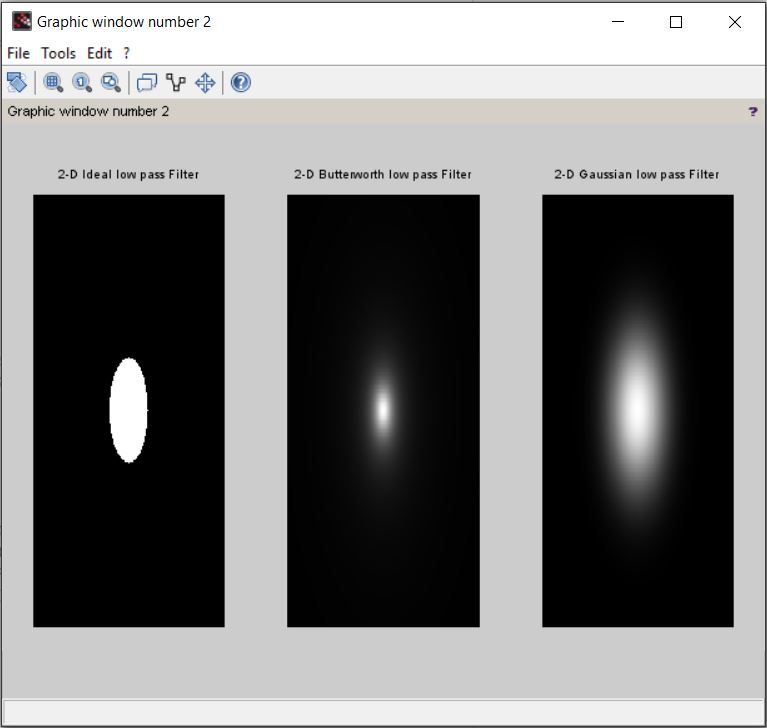 Graphic window number 2
File Tools Edit ?
Graphic window number 2 ?
2-D Ideal low pass Filter 2-D Butterworth low pass Filter 2-D Gaussian low pass Filter